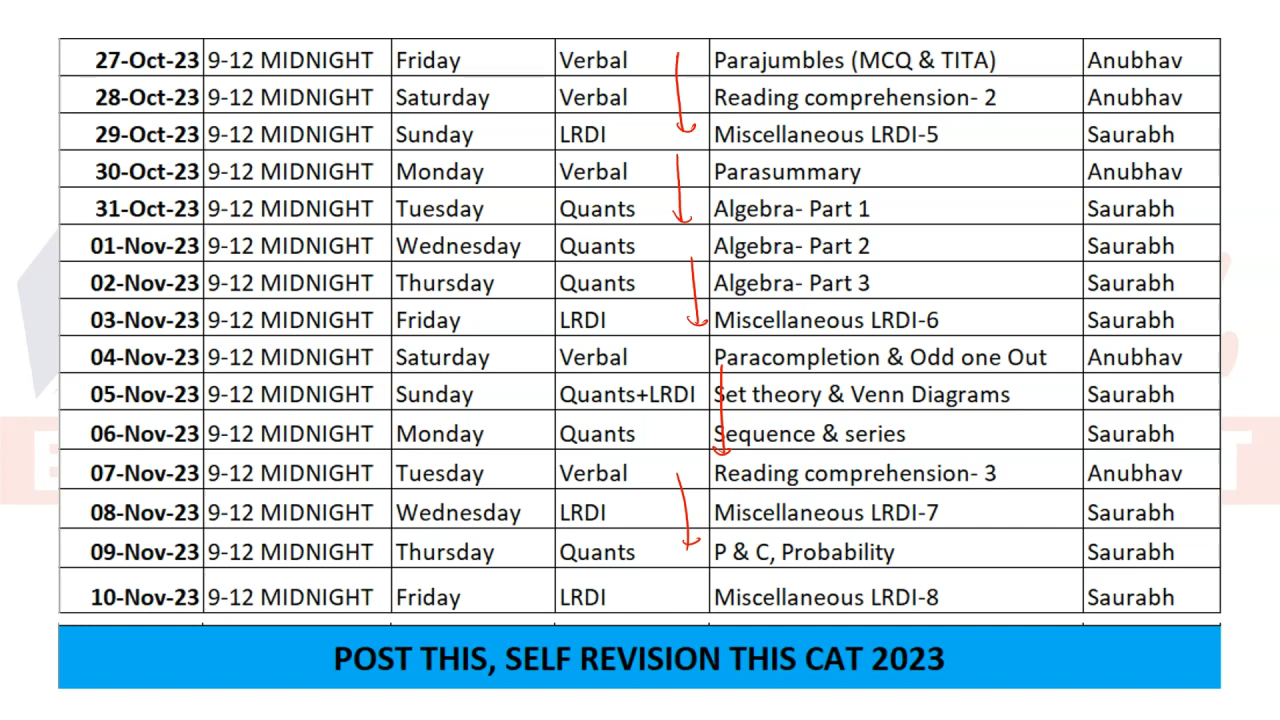 27-Oct-23 9-12 MIDNIGHT Friday Verbal Parajumbles (MCQ & TITA) Anubhav
28-Oct-23 9-12 MIDNIGHT Saturday Verbal Reading comprehension- 2 Anubhav
29-Oct-23 9-12 MIDNIGHT Sunday LRDI Miscellaneous LRDI-5 Saurabh
30-Oct-23 9-12 MIDNIGHT Monday Verbal Parasummary Anubhav
31-Oct-23 9-12 MIDNIGHT Tuesday Quants Algebra- Part 1 Saurabh
01-Nov-23 9-12 MIDNIGHT Wednesday Quants Algebra- Part 2 Saurabh
02-Nov-23 9-12 MIDNIGHT Thursday Quants Algebra- Part 3 Saurabh
03-Nov-23 9-12 MIDNIGHT Friday LRDI Miscellaneous LRDI-6 Saurabh
04-Nov-23 9-12 MIDNIGHT Saturday Verbal Paracompletion & Odd one Out Anubhav
05-Nov-23 9-12 MIDNIGHT Sunday Quants+LRDI Set theory & Venn Diagrams Saurabh
06-Nov-23 9-12 MIDNIGHT Monday Quants Sequence & series Saurabh
07-Nov-23 9-12 MIDNIGHT Tuesday Verbal Reading comprehension- 3 Anubhav
08-Nov-23 9-12 MIDNIGHT Wednesday LRDI Miscellaneous LRDI-7 Saurabh
09-Nov-23 9-12 MIDNIGHT Thursday Quants P & C, Probability Saurabh
10-Nov-23 9-12 MIDNIGHT Friday LRDI Miscellaneous LRDI-8 Saurabh
POST THIS, SELF REVISION THIS CAT 2023